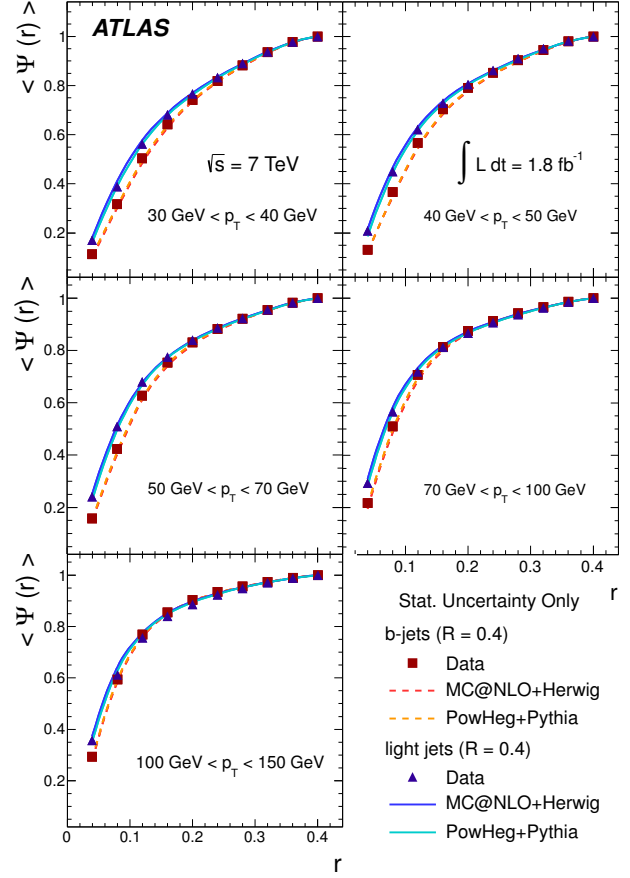 ATLAS
< Ψ (r) >
1
0.8
0.6
0.4
0.2
√s = 7 TeV
30 GeV < p_T < 40 GeV
∫ L dt = 1.8 fb⁻¹
40 GeV < p_T < 50 GeV
< Ψ (r) >
1
0.8
0.6
0.4
0.2
50 GeV < p_T < 70 GeV
70 GeV < p_T < 100 GeV
0.1 0.2 0.3 0.4
r
< Ψ (r) >
1
0.8
0.6
0.4
0.2
100 GeV < p_T < 150 GeV
0 0.1 0.2 0.3 0.4
r
Stat. Uncertainty Only
b-jets (R = 0.4)
Data
MC@NLO+Herwig
PowHeg+Pythia
light jets (R = 0.4)
Data
MC@NLO+Herwig
PowHeg+Pythia